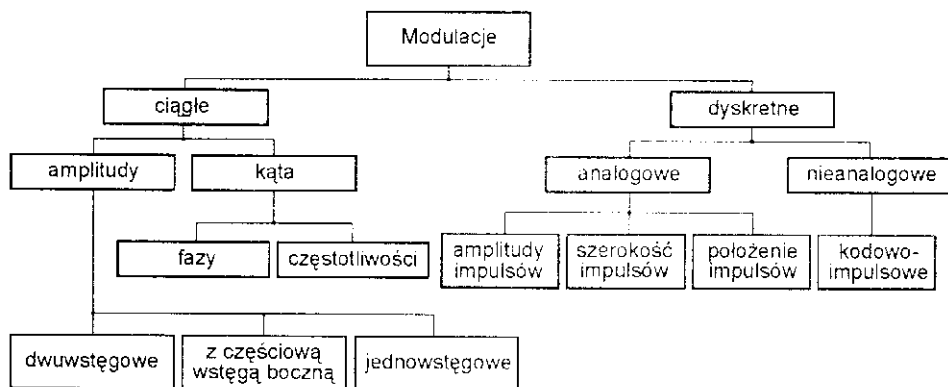 Modulacje
ciągłe
dyskretne
amplitudy
kąta
analogowe
nieanalogowe
fazy
częstotliwości
amplitudy
impulsów
szerokość
impulsów
położenie
impulsów
kodowo-
impulsowe
dwuwstęgowe
z częściową
wstęgą boczną
jednowstęgowe